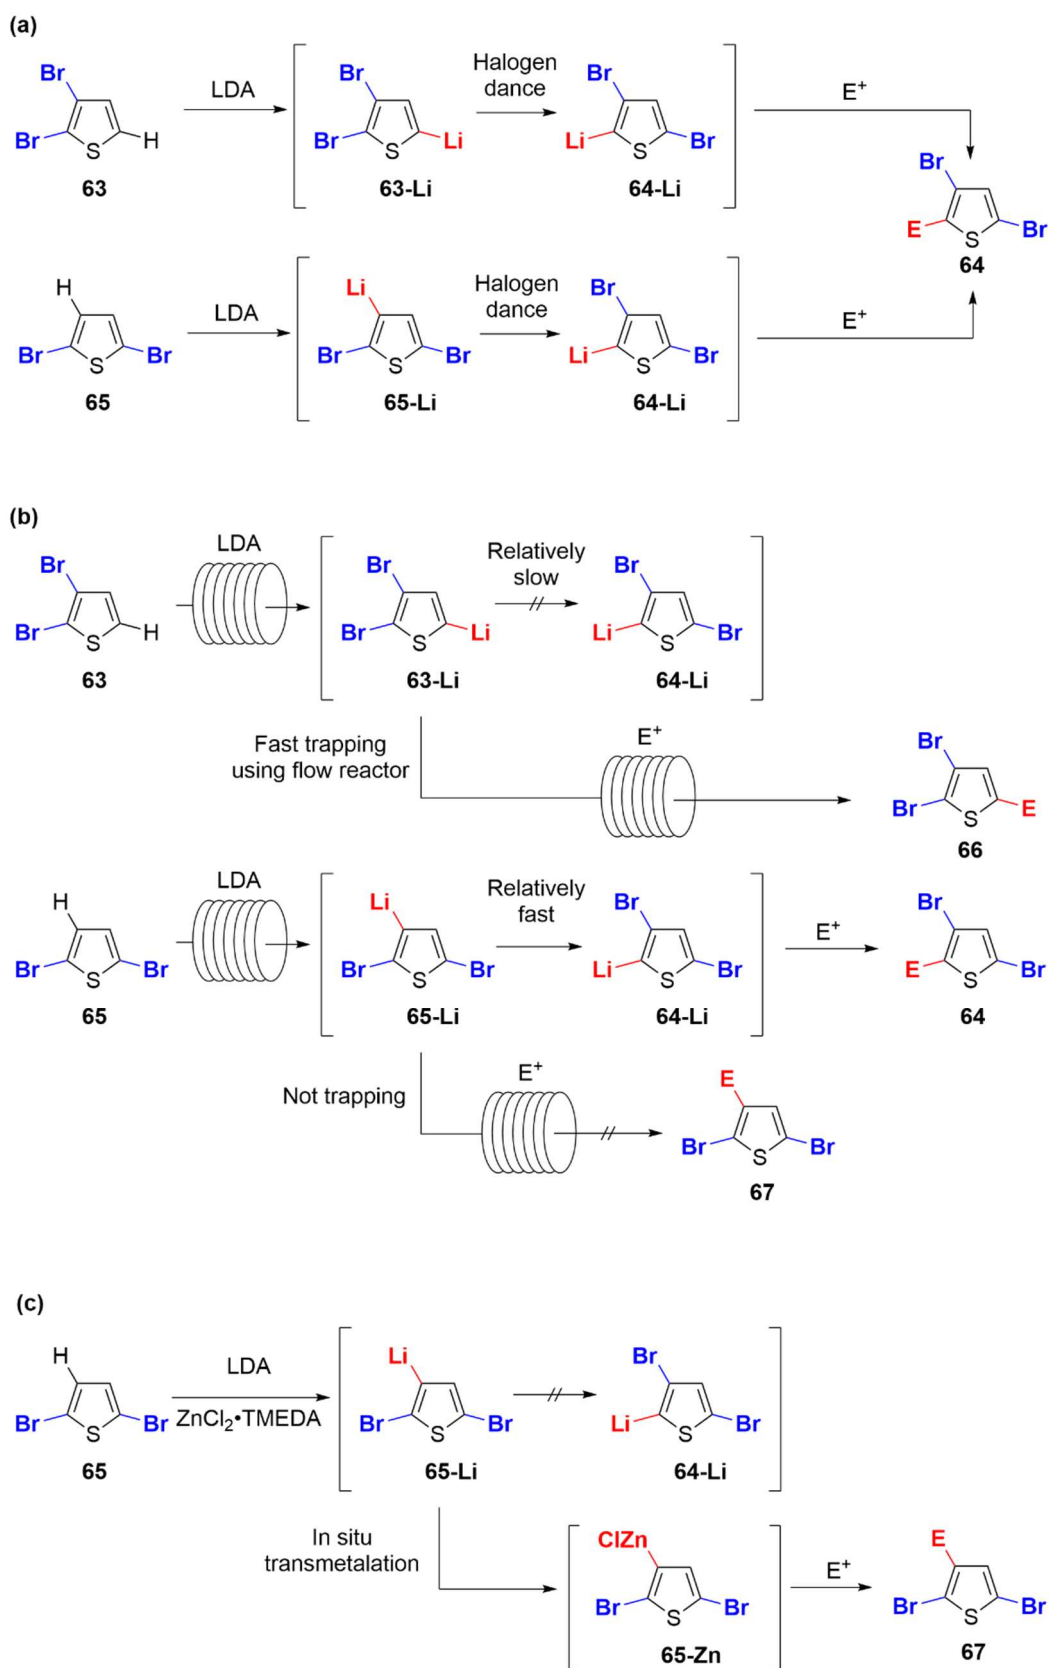 (a)
Br
Br
S
H
63
LDA
Br
Br
S
Li
63-Li
Halogen
dance
Br
Li
S
Br
64-Li
E+
Br
E
S
Br
64
H
Br
S
Br
65
LDA
Li
Br
S
Br
65-Li
Halogen
dance
Br
Li
S
Br
64-Li
E+
(b)
Br
Br
S
H
63
LDA
Br
Br
S
Li
63-Li
Relatively
slow
Br
Li
S
Br
64-Li
Fast trapping
using flow reactor
E+
Br
Br
S
E
66
H
Br
S
Br
65
LDA
Li
Br
S
Br
65-Li
Relatively
fast
Br
Li
S
Br
64-Li
E+
Br
E
S
Br
64
Not trapping
E+
E
Br
S
Br
67
(c)
H
Br
S
Br
65
LDA
ZnCl2•TMEDA
Li
Br
S
Br
65-Li
Br
Li
S
Br
64-Li
In situ
transmetalation
ClZn
Br
S
Br
65-Zn
E+
E
Br
S
Br
67